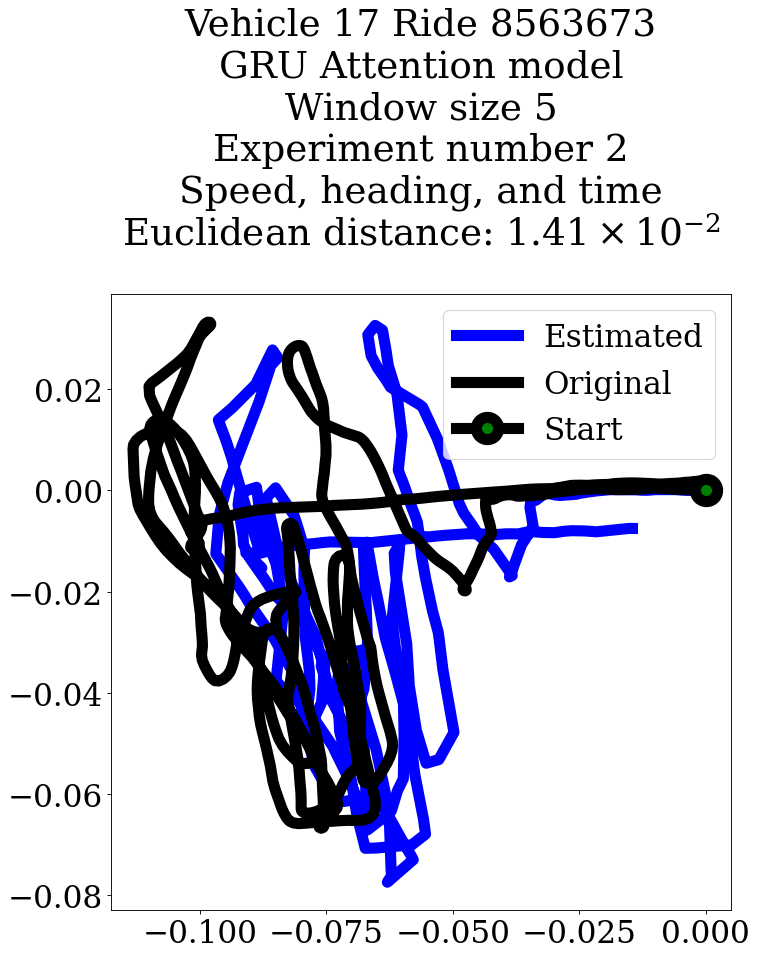 Vehicle 17 Ride 8563673
GRU Attention model
Window size 5
Experiment number 2
Speed, heading, and time
Euclidean distance: 1.41 × 10⁻²
Estimated
Original
Start
0.02
0.00
−0.02
−0.04
−0.06
−0.08
−0.100 −0.075 −0.050 −0.025 0.000